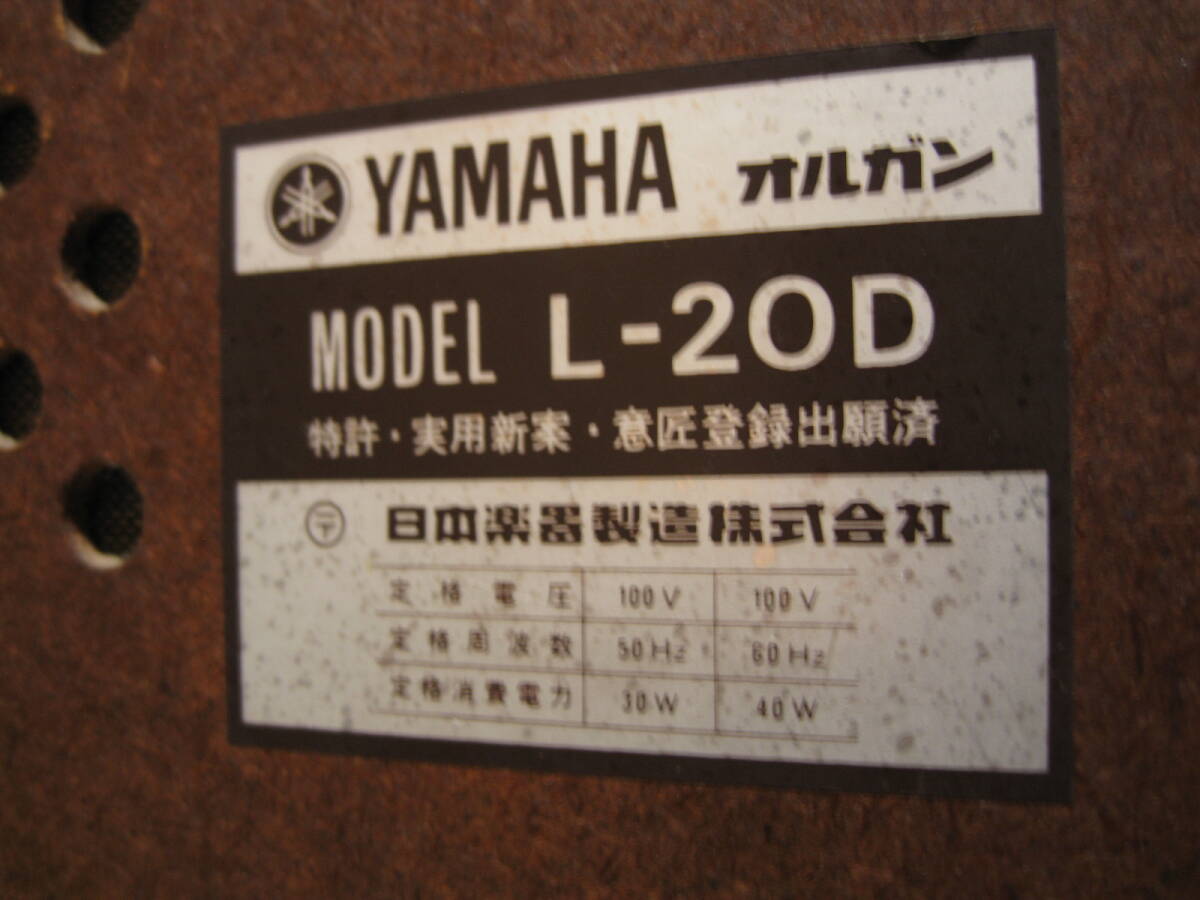 YAMAHA オルガン
MODEL L-20D
特許・実用新案・意匠登録出願済
〒 日本楽器製造株式会社
定格電圧 100V 100V
定格周波数 50Hz 60Hz
定格消費電力 30W 40W